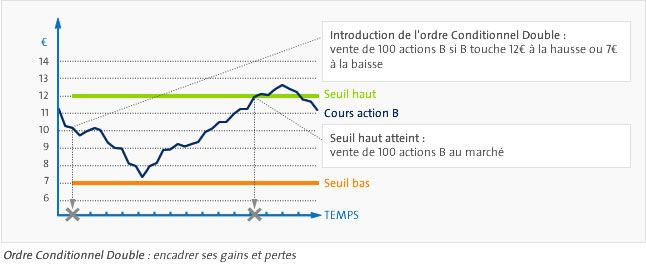 Introduction de l'ordre Conditionnel Double :
vente de 100 actions B si B touche 12€ à la hausse ou 7€
à la baisse
€
14
13
12
11
10
9
8
7
6
Seuil haut
Cours action B
Seuil haut atteint :
vente de 100 actions B au marché
Seuil bas
TEMPS
Ordre Conditionnel Double : encadrer ses gains et pertes